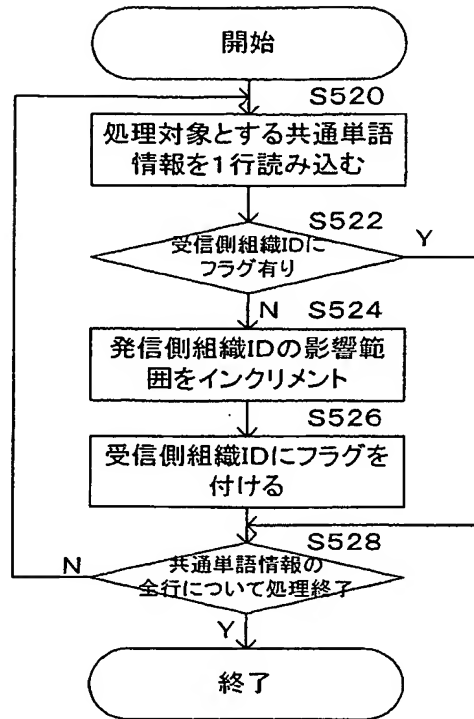 開始
S520
処理対象とする共通単語
情報を1行読み込む
S522
受信側組織IDに
フラグ有り
Y
N
S524
発信側組織IDの影響範
囲をインクリメント
S526
受信側組織IDにフラグを
付ける
S528
共通単語情報の
全行について処理終了
N
Y
終了